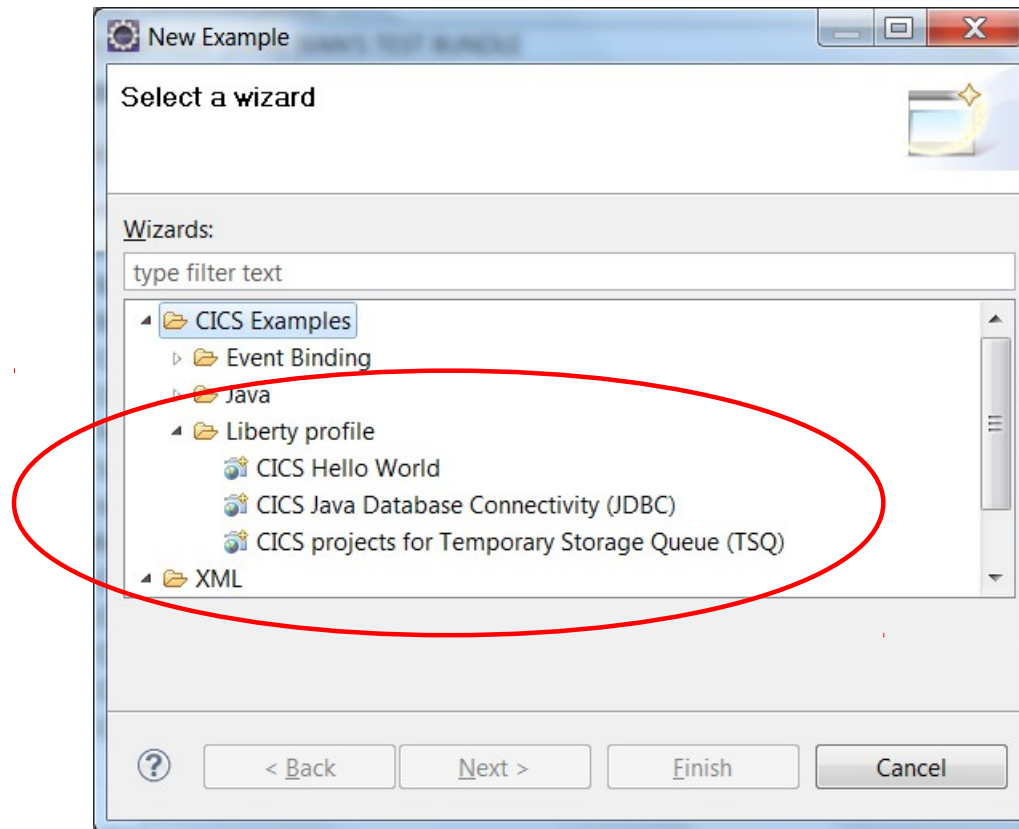 New Example
Select a wizard
Wizards:
type filter text
CICS Examples
Event Binding
Java
Liberty profile
CICS Hello World
CICS Java Database Connectivity (JDBC)
CICS projects for Temporary Storage Queue (TSQ)
XML
? < Back Next > Finish Cancel